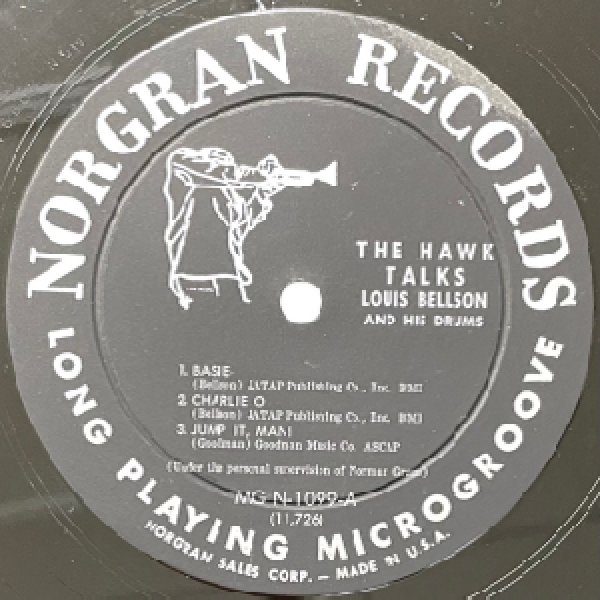 NORGRAN RECORDS
THE HAWK
TALKS
LOUIS BELLSON
AND HIS DRUMS
1. BASIE
(Bellson) JATAP Publishing Co., Inc. BMI
2. CHARLIE O
(Bellson) JATAP Publishing Co., Inc. BMI
3. JUMP IT, MAN!
(Goodman) Goodman Music Co. ASCAP
(Under the personal supervision of Norman Granz)
MG N-1099-A
(11,726)
LONG PLAYING MICROGROOVE
NORGRAN SALES CORP. — MADE IN U.S.A.